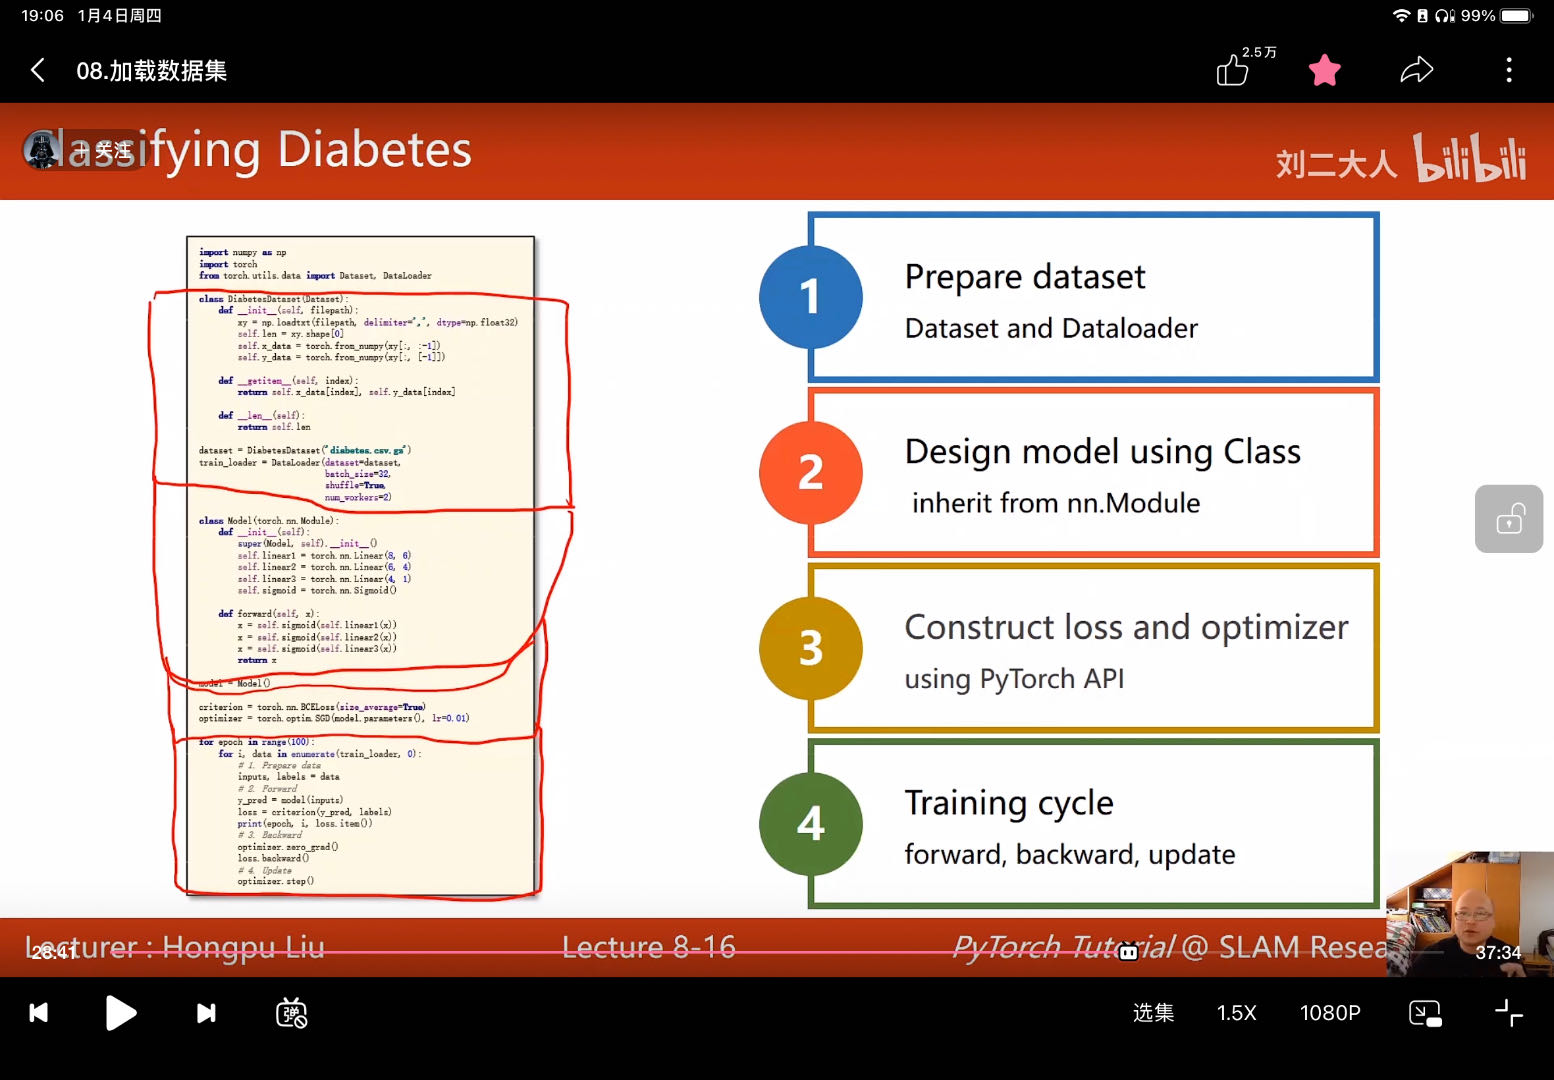 19:06 1月4日周四
99%
08.加载数据集
2.5万
Classifying Diabetes
+ 关注
刘二大人 bilibili
import numpy as np
import torch
from torch.utils.data import Dataset, DataLoader
class DiabetesDataset(Dataset):
def __init__(self, filepath):
xy = np.loadtxt(filepath, delimiter=',', dtype=np.float32)
self.len = xy.shape[0]
self.x_data = torch.from_numpy(xy[:, :-1])
self.y_data = torch.from_numpy(xy[:, [-1]])
def __getitem__(self, index):
return self.x_data[index], self.y_data[index]
def __len__(self):
return self.len
dataset = DiabetesDataset('diabetes.csv.gz')
train_loader = DataLoader(dataset=dataset,
batch_size=32,
shuffle=True,
num_workers=2)
class Model(torch.nn.Module):
def __init__(self):
super(Model, self).__init__()
self.linear1 = torch.nn.Linear(8, 6)
self.linear2 = torch.nn.Linear(6, 4)
self.linear3 = torch.nn.Linear(4, 1)
self.sigmoid = torch.nn.Sigmoid()
def forward(self, x):
x = self.sigmoid(self.linear1(x))
x = self.sigmoid(self.linear2(x))
x = self.sigmoid(self.linear3(x))
return x
model = Model()
criterion = torch.nn.BCELoss(size_average=True)
optimizer = torch.optim.SGD(model.parameters(), lr=0.01)
for epoch in range(100):
for i, data in enumerate(train_loader, 0):
# 1. Prepare data
inputs, labels = data
# 2. Forward
y_pred = model(inputs)
loss = criterion(y_pred, labels)
print(epoch, i, loss.item())
# 3. Backward
optimizer.zero_grad()
loss.backward()
# 4. Update
optimizer.step()
1
Prepare dataset
Dataset and Dataloader
2
Design model using Class
inherit from nn.Module
3
Construct loss and optimizer
using PyTorch API
4
Training cycle
forward, backward, update
Lecturer : Hongpu Liu
Lecture 8-16
PyTorch Tutorial @ SLAM Resea
28:41
37:34
弹
选集
1.5X
1080P